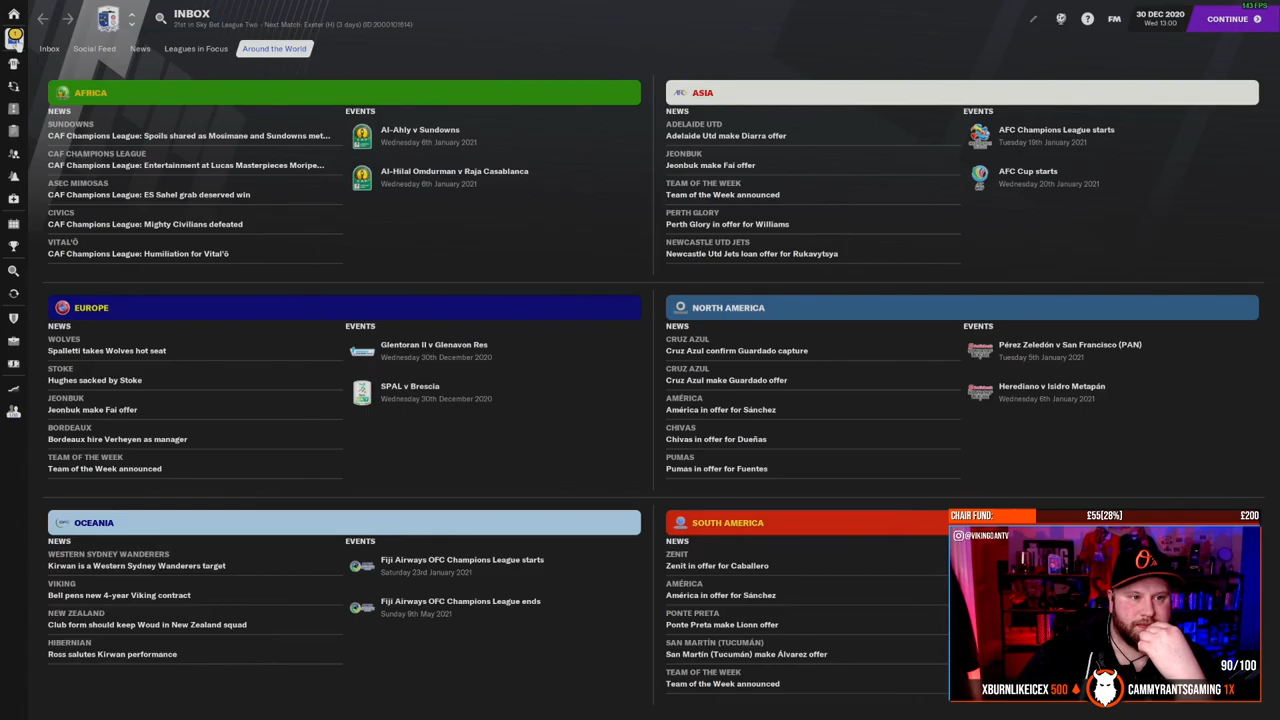 143 FPS
INBOX
21st in Sky Bet League Two - Next Match: Exeter (H) (3 days) (ID:2000101614)
FM
30 DEC 2020
Wed 13:00
CONTINUE
Inbox
Social Feed
News
Leagues in Focus
Around the World
AFRICA
NEWS
SUNDOWNS
CAF Champions League: Spoils shared as Mosimane and Sundowns met...
CAF CHAMPIONS LEAGUE
CAF Champions League: Entertainment at Lucas Masterpieces Moripe...
ASEC MIMOSAS
CAF Champions League: ES Sahel grab deserved win
CIVICS
CAF Champions League: Mighty Civilians defeated
VITAL'Ô
CAF Champions League: Humiliation for Vital'ô
EVENTS
Al-Ahly v Sundowns
Wednesday 6th January 2021
Al-Hilal Omdurman v Raja Casablanca
Wednesday 6th January 2021
AFC
ASIA
NEWS
ADELAIDE UTD
Adelaide Utd make Diarra offer
JEONBUK
Jeonbuk make Fai offer
TEAM OF THE WEEK
Team of the Week announced
PERTH GLORY
Perth Glory in offer for Williams
NEWCASTLE UTD JETS
Newcastle Utd Jets loan offer for Rukavytsya
EVENTS
AFC Champions League starts
Tuesday 19th January 2021
AFC Cup starts
Wednesday 20th January 2021
EUROPE
NEWS
WOLVES
Spalletti takes Wolves hot seat
STOKE
Hughes sacked by Stoke
JEONBUK
Jeonbuk make Fai offer
BORDEAUX
Bordeaux hire Verheyen as manager
TEAM OF THE WEEK
Team of the Week announced
EVENTS
Glentoran II v Glenavon Res
Wednesday 30th December 2020
SPAL v Brescia
Wednesday 30th December 2020
NORTH AMERICA
NEWS
CRUZ AZUL
Cruz Azul confirm Guardado capture
CRUZ AZUL
Cruz Azul make Guardado offer
AMÉRICA
América in offer for Sánchez
CHIVAS
Chivas in offer for Dueñas
PUMAS
Pumas in offer for Fuentes
EVENTS
Pérez Zeledón v San Francisco (PAN)
Tuesday 5th January 2021
Herediano v Isidro Metapán
Wednesday 6th January 2021
OCEANIA
NEWS
WESTERN SYDNEY WANDERERS
Kirwan is a Western Sydney Wanderers target
VIKING
Bell pens new 4-year Viking contract
NEW ZEALAND
Club form should keep Woud in New Zealand squad
HIBERNIAN
Ross salutes Kirwan performance
EVENTS
Fiji Airways OFC Champions League starts
Saturday 23rd January 2021
Fiji Airways OFC Champions League ends
Sunday 9th May 2021
SOUTH AMERICA
NEWS
ZENIT
Zenit in offer for Caballero
AMÉRICA
América in offer for Sánchez
PONTE PRETA
Ponte Preta make Lionn offer
SAN MARTÍN (TUCUMÁN)
San Martín (Tucumán) make Álvarez offer
TEAM OF THE WEEK
Team of the Week announced
CHAIR FUND:
£55(28%)
£200
@VIKINGDANTV
90/100
XBURNLIKEICEX 500
CAMMYRANTSGAMING 1X